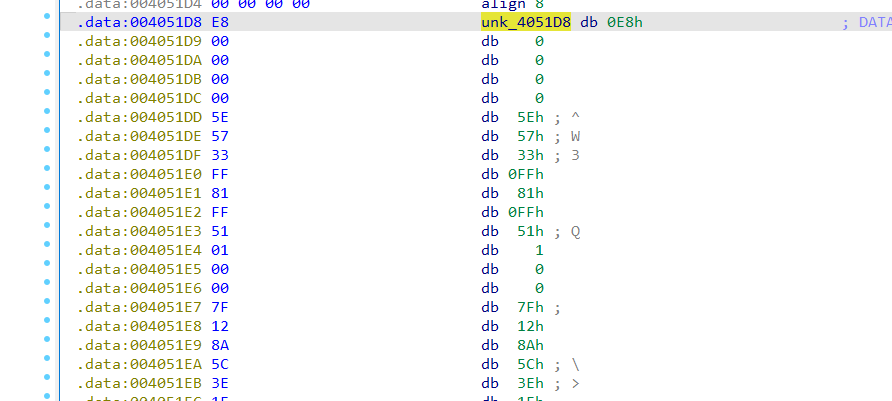 .data:004051D4 00 00 00 00 align 8
.data:004051D8 E8 unk_4051D8 db 0E8h ; DATA
.data:004051D9 00 db 0
.data:004051DA 00 db 0
.data:004051DB 00 db 0
.data:004051DC 00 db 0
.data:004051DD 5E db 5Eh ; ^
.data:004051DE 57 db 57h ; W
.data:004051DF 33 db 33h ; 3
.data:004051E0 FF db 0FFh
.data:004051E1 81 db 81h
.data:004051E2 FF db 0FFh
.data:004051E3 51 db 51h ; Q
.data:004051E4 01 db 1
.data:004051E5 00 db 0
.data:004051E6 00 db 0
.data:004051E7 7F db 7Fh ;
.data:004051E8 12 db 12h
.data:004051E9 8A db 8Ah
.data:004051EA 5C db 5Ch ; \
.data:004051EB 3E db 3Eh ; >
.data:004051EC 1F db 1Fh